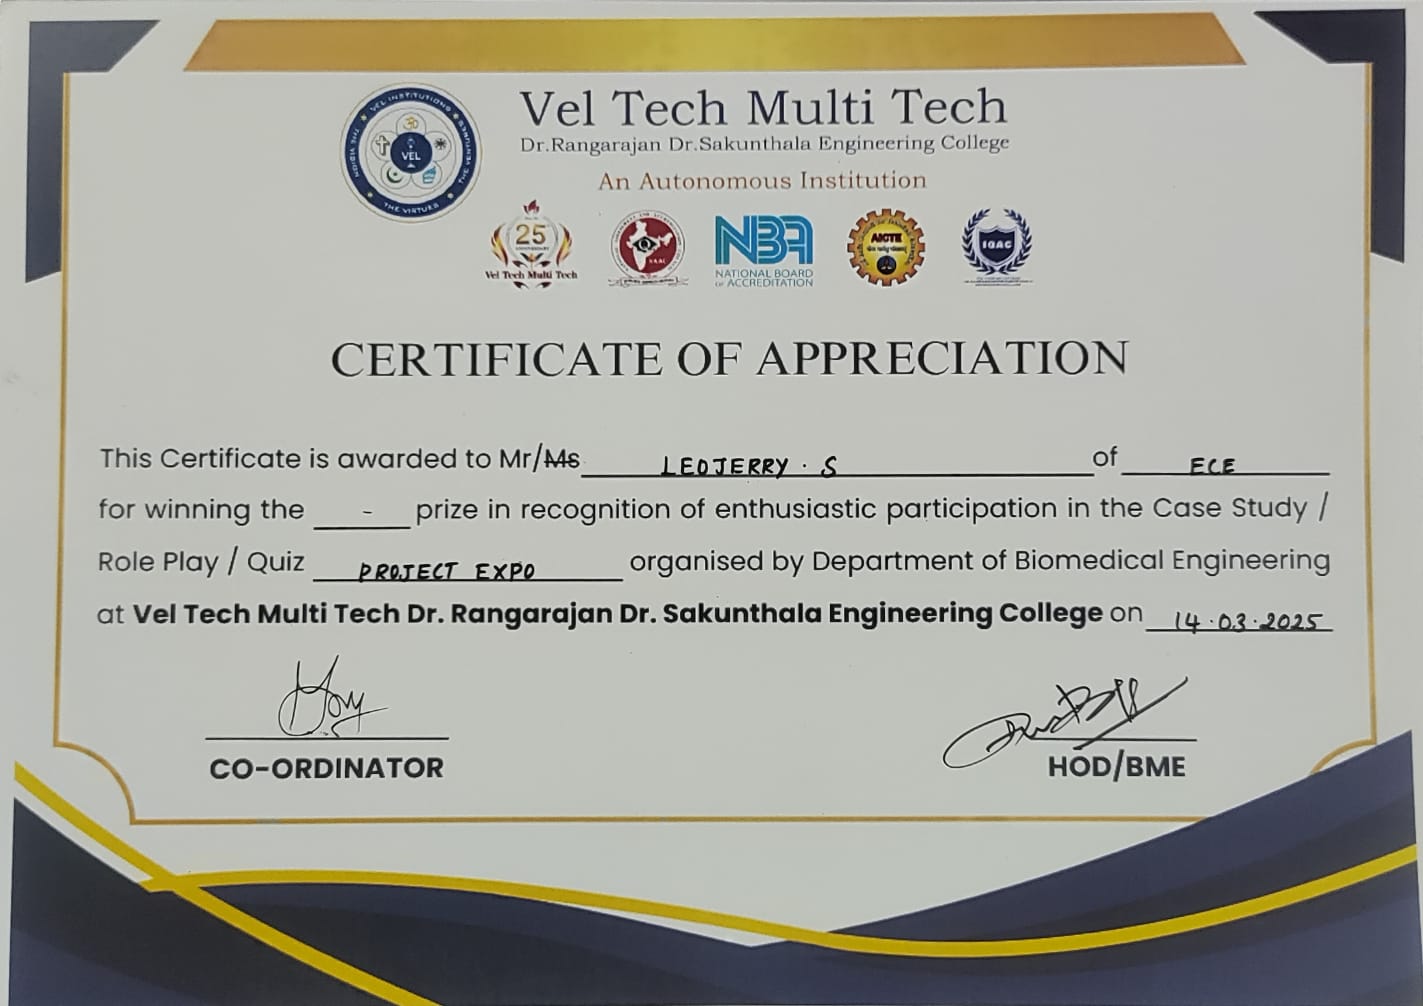 Vel Tech Multi Tech
Dr.Rangarajan Dr.Sakunthala Engineering College
An Autonomous Institution
VEL INSTITUTIONS
THE VISION
THE VENTURES
THE VIRTUES
VEL
25
Vel Tech Multi Tech
NAAC
NBA
NATIONAL BOARD
OF ACCREDITATION
AICTE
IQAC
CERTIFICATE OF APPRECIATION
This Certificate is awarded to Mr/Ms LEOJERRY . S of ECE
for winning the - prize in recognition of enthusiastic participation in the Case Study /
Role Play / Quiz PROJECT EXPO organised by Department of Biomedical Engineering
at Vel Tech Multi Tech Dr. Rangarajan Dr. Sakunthala Engineering College on 14.03.2025
CO-ORDINATOR
HOD/BME